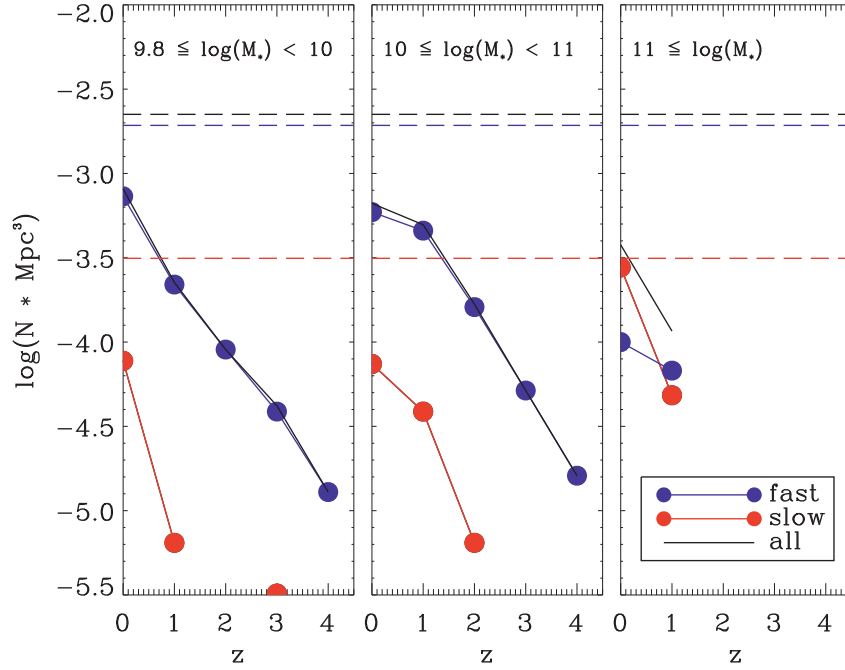 9.8 ≦ log(M*) < 10
10 ≦ log(M*) < 11
11 ≦ log(M*)
log(N * Mpc³)
−2.0
−2.5
−3.0
−3.5
−4.0
−4.5
−5.0
−5.5
fast
slow
all
0 1 2 3 4
0 1 2 3 4
0 1 2 3 4
z
z
z